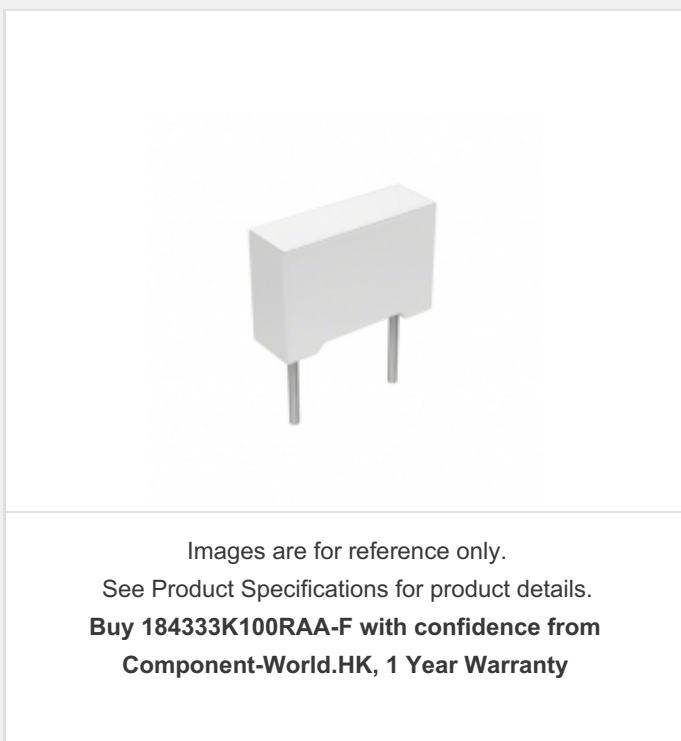 Images are for reference only.
See Product Specifications for product details.
Buy 184333K100RAA-F with confidence from
Component-World.HK, 1 Year Warranty